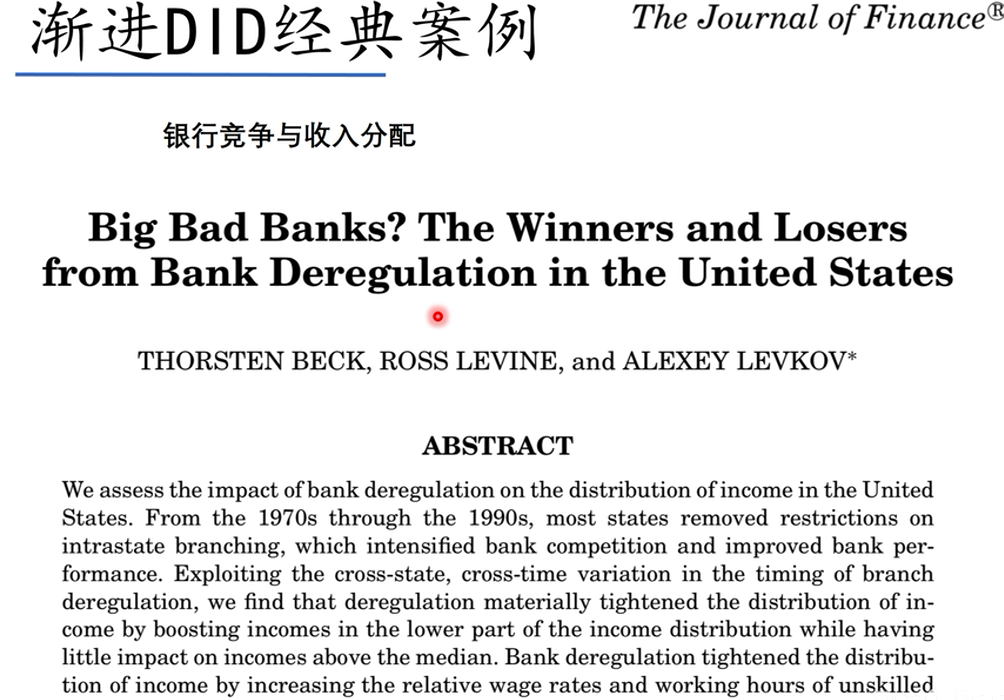 渐进DID经典案例
The Journal of Finance®
银行竞争与收入分配
Big Bad Banks? The Winners and Losers
from Bank Deregulation in the United States
THORSTEN BECK, ROSS LEVINE, and ALEXEY LEVKOV*
ABSTRACT
We assess the impact of bank deregulation on the distribution of income in the United
States. From the 1970s through the 1990s, most states removed restrictions on
intrastate branching, which intensified bank competition and improved bank per-
formance. Exploiting the cross-state, cross-time variation in the timing of branch
deregulation, we find that deregulation materially tightened the distribution of in-
come by boosting incomes in the lower part of the income distribution while having
little impact on incomes above the median. Bank deregulation tightened the distribu-
tion of income by increasing the relative wage rates and working hours of unskilled